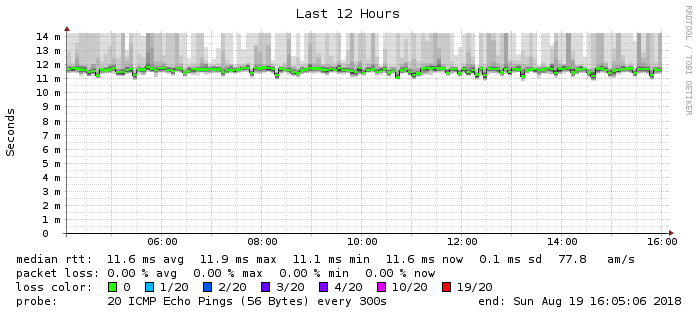 Last 12 Hours
RRDTOOL / TOBI OETIKER
Seconds
14 m
13 m
12 m
11 m
10 m
9 m
8 m
7 m
6 m
5 m
4 m
3 m
2 m
1 m
0
06:00 08:00 10:00 12:00 14:00 16:00
median rtt: 11.6 ms avg 11.9 ms max 11.1 ms min 11.6 ms now 0.1 ms sd 77.8 am/s
packet loss: 0.00 % avg 0.00 % max 0.00 % min 0.00 % now
loss color: 0 1/20 2/20 3/20 4/20 10/20 19/20
probe: 20 ICMP Echo Pings (56 Bytes) every 300s end: Sun Aug 19 16:05:06 2018